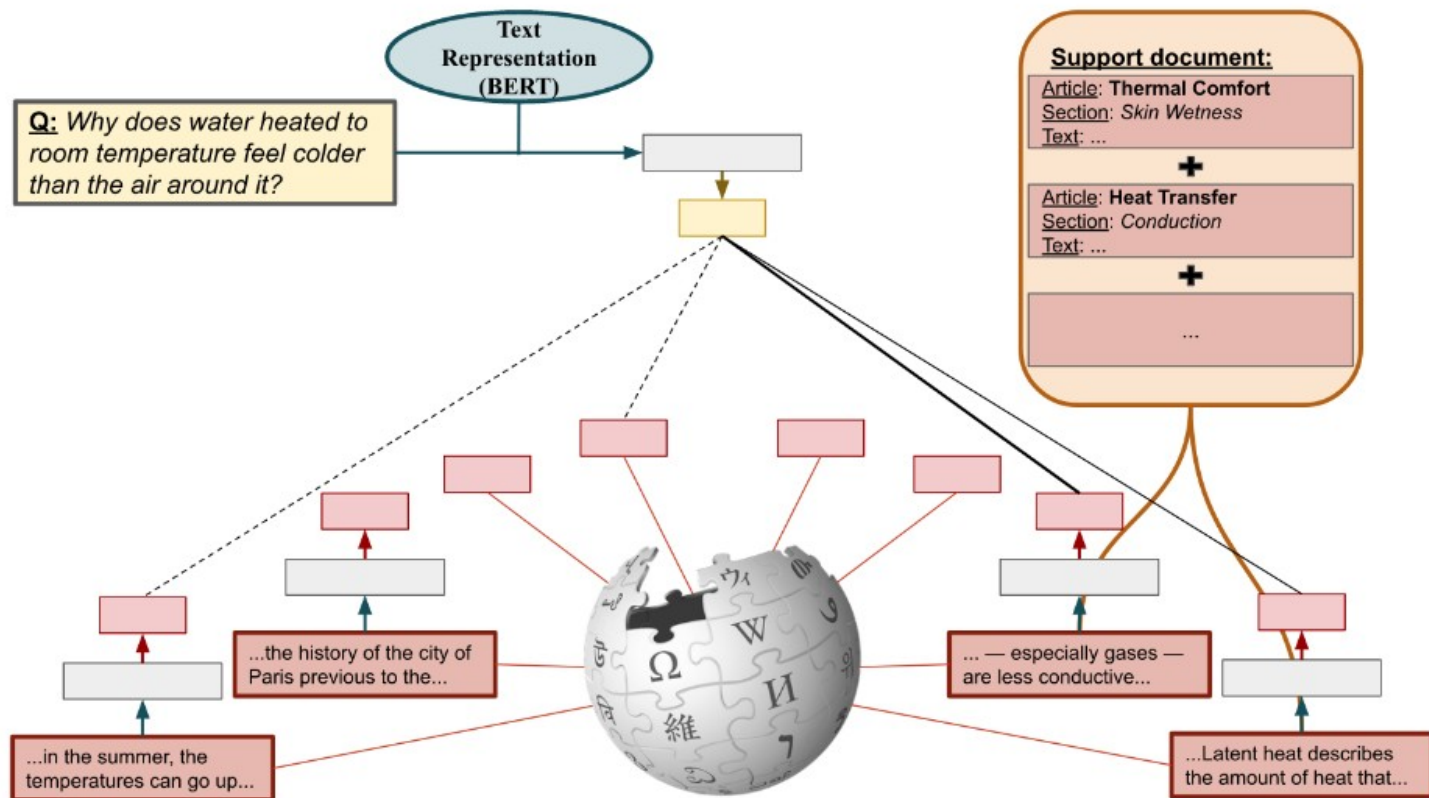 Text
Representation
(BERT)
Q: Why does water heated to
room temperature feel colder
than the air around it?
Support document:
Article: Thermal Comfort
Section: Skin Wetness
Text: ...
+
Article: Heat Transfer
Section: Conduction
Text: ...
+
...
...the history of the city of
Paris previous to the...
... — especially gases —
are less conductive...
...in the summer, the
temperatures can go up...
...Latent heat describes
the amount of heat that...
ウィ
W
Ω
И
維